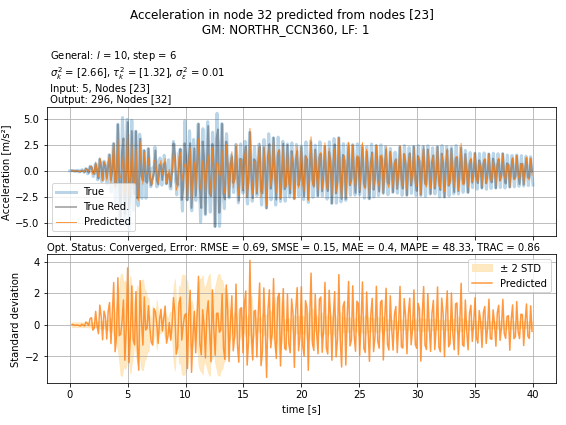 Acceleration in node 32 predicted from nodes [23]
GM: NORTHR_CCN360, LF: 1
General: l = 10, step = 6
σ²ₖ = [2.66], τ²ₖ = [1.32], σ²ₑ = 0.01
Input: 5, Nodes [23]
Output: 296, Nodes [32]
Acceleration [m/s²]
5.0
2.5
0.0
−2.5
−5.0
True
True Red.
Predicted
Opt. Status: Converged, Error: RMSE = 0.69, SMSE = 0.15, MAE = 0.4, MAPE = 48.33, TRAC = 0.86
Standard deviation
4
2
0
−2
± 2 STD
Predicted
0
5
10
15
20
25
30
35
40
time [s]